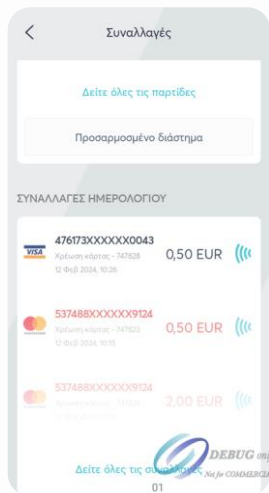 Συναλλαγές
Δείτε όλες τις παρτίδες
Προσαρμοσμένο διάστημα
ΣΥΝΑΛΛΑΓΕΣ ΗΜΕΡΟΛΟΓΙΟΥ
VISA
476173XXXXXX0043
Χρέωση κάρτας - 747828
0,50 EUR
12 Φεβ 2024, 10:26
537488XXXXXX9124
Χρέωση κάρτας - 747823
0,50 EUR
12 Φεβ 2024, 10:15
537488XXXXXX9124
2,00 EUR
Δείτε όλες τις συναλλαγές
DEBUG only
Not for COMMERCIAL
01